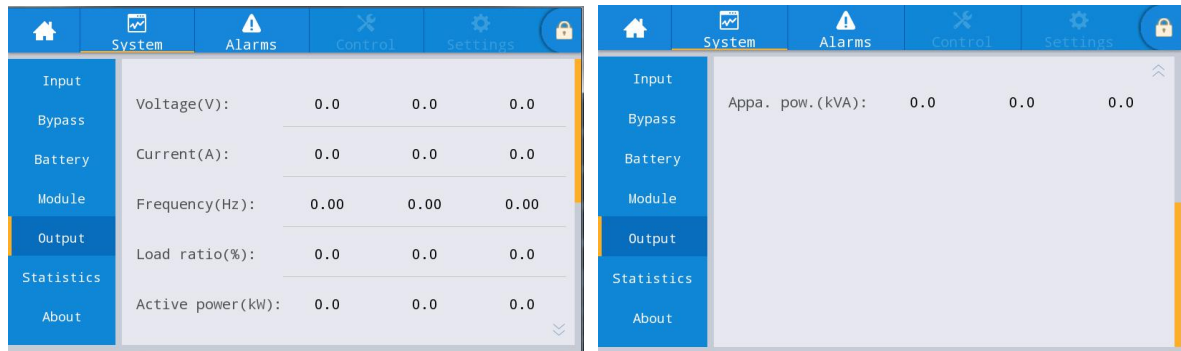 System Alarms Control Settings
Input
Bypass
Battery
Module
Output
Statistics
About
Voltage(V): 0.0 0.0 0.0
Current(A): 0.0 0.0 0.0
Frequency(Hz): 0.00 0.00 0.00
Load ratio(%): 0.0 0.0 0.0
Active power(kW): 0.0 0.0 0.0
System Alarms Control Settings
Input
Bypass
Battery
Module
Output
Statistics
About
Appa. pow.(kVA): 0.0 0.0 0.0